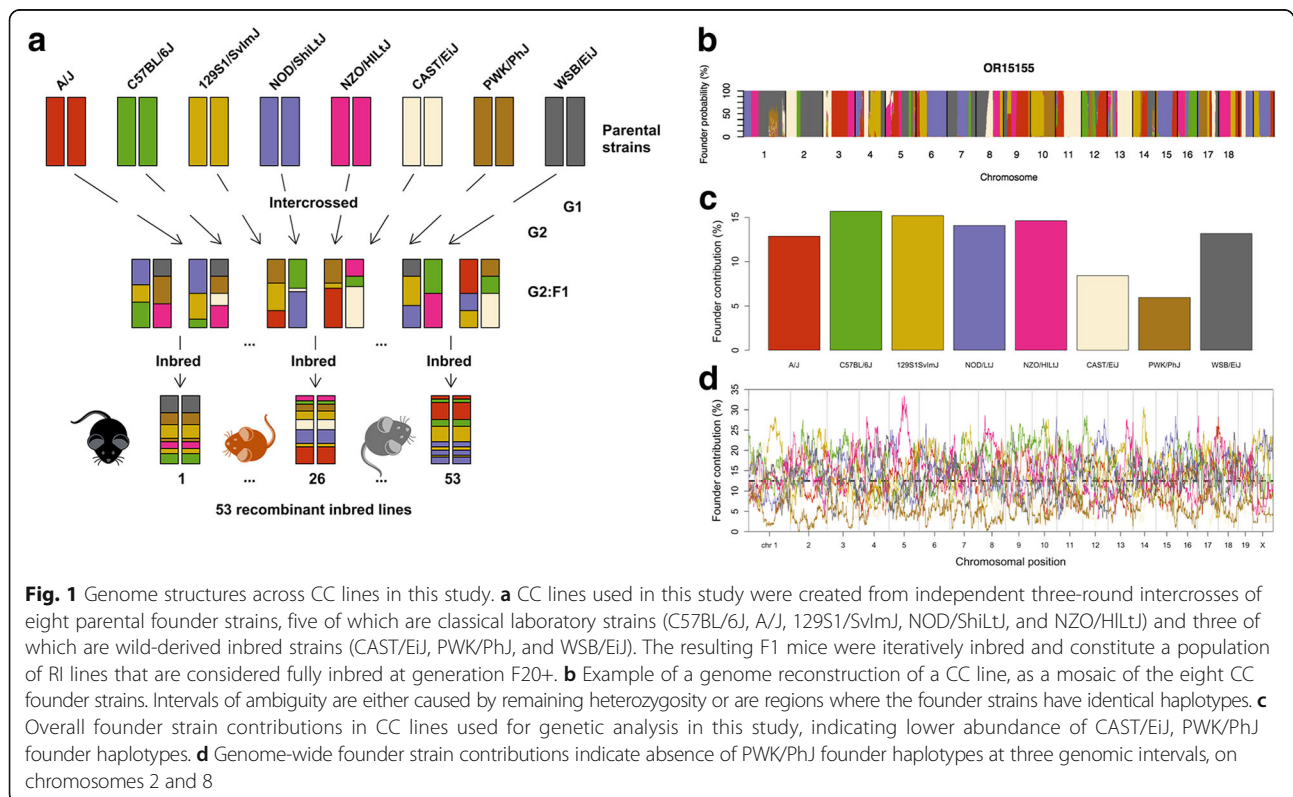 a
A/J
C57BL/6J
129S1/SvlmJ
NOD/ShiLtJ
NZO/HILtJ
CAST/EiJ
PWK/PhJ
WSB/EiJ
Parental
strains
Intercrossed
G1
G2
G2:F1
...
...
Inbred
Inbred
Inbred
1
...
26
...
53
53 recombinant inbred lines
b
OR15155
Founder probability (%)
100
50
0
1 2 3 4 5 6 7 8 9 10 11 12 13 14 15 16 17 18
Chromosome
c
Founder contribution (%)
15
10
5
0
A/J C57BL/6J 129S1SvlmJ NOD/LtJ NZO/HILtJ CAST/EiJ PWK/PhJ WSB/EiJ
d
Founder contribution (%)
35
30
25
20
15
10
5
0
chr 1 2 3 4 5 6 7 8 9 10 11 12 13 14 15 16 17 18 19 X
Chromosomal position
Fig. 1 Genome structures across CC lines in this study. a CC lines used in this study were created from independent three-round intercrosses of
eight parental founder strains, five of which are classical laboratory strains (C57BL/6J, A/J, 129S1/SvlmJ, NOD/ShiLtJ, and NZO/HlLtJ) and three of
which are wild-derived inbred strains (CAST/EiJ, PWK/PhJ, and WSB/EiJ). The resulting F1 mice were iteratively inbred and constitute a population
of RI lines that are considered fully inbred at generation F20+. b Example of a genome reconstruction of a CC line, as a mosaic of the eight CC
founder strains. Intervals of ambiguity are either caused by remaining heterozygosity or are regions where the founder strains have identical haplotypes. c
Overall founder strain contributions in CC lines used for genetic analysis in this study, indicating lower abundance of CAST/EiJ, PWK/PhJ
founder haplotypes. d Genome-wide founder strain contributions indicate absence of PWK/PhJ founder haplotypes at three genomic intervals, on
chromosomes 2 and 8